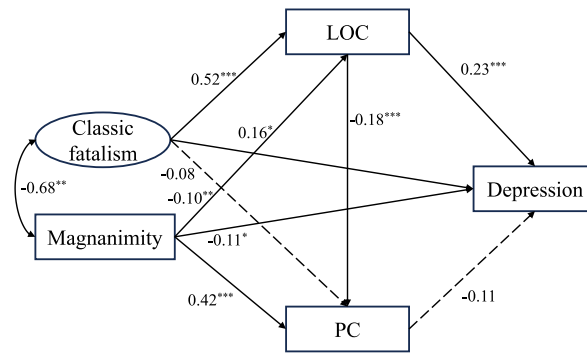 LOC
0.52***
0.23***
Classic
fatalism
0.16*
-0.18***
-0.08
-0.68**
-0.10**
Depression
Magnanimity
-0.11*
0.42***
-0.11
PC